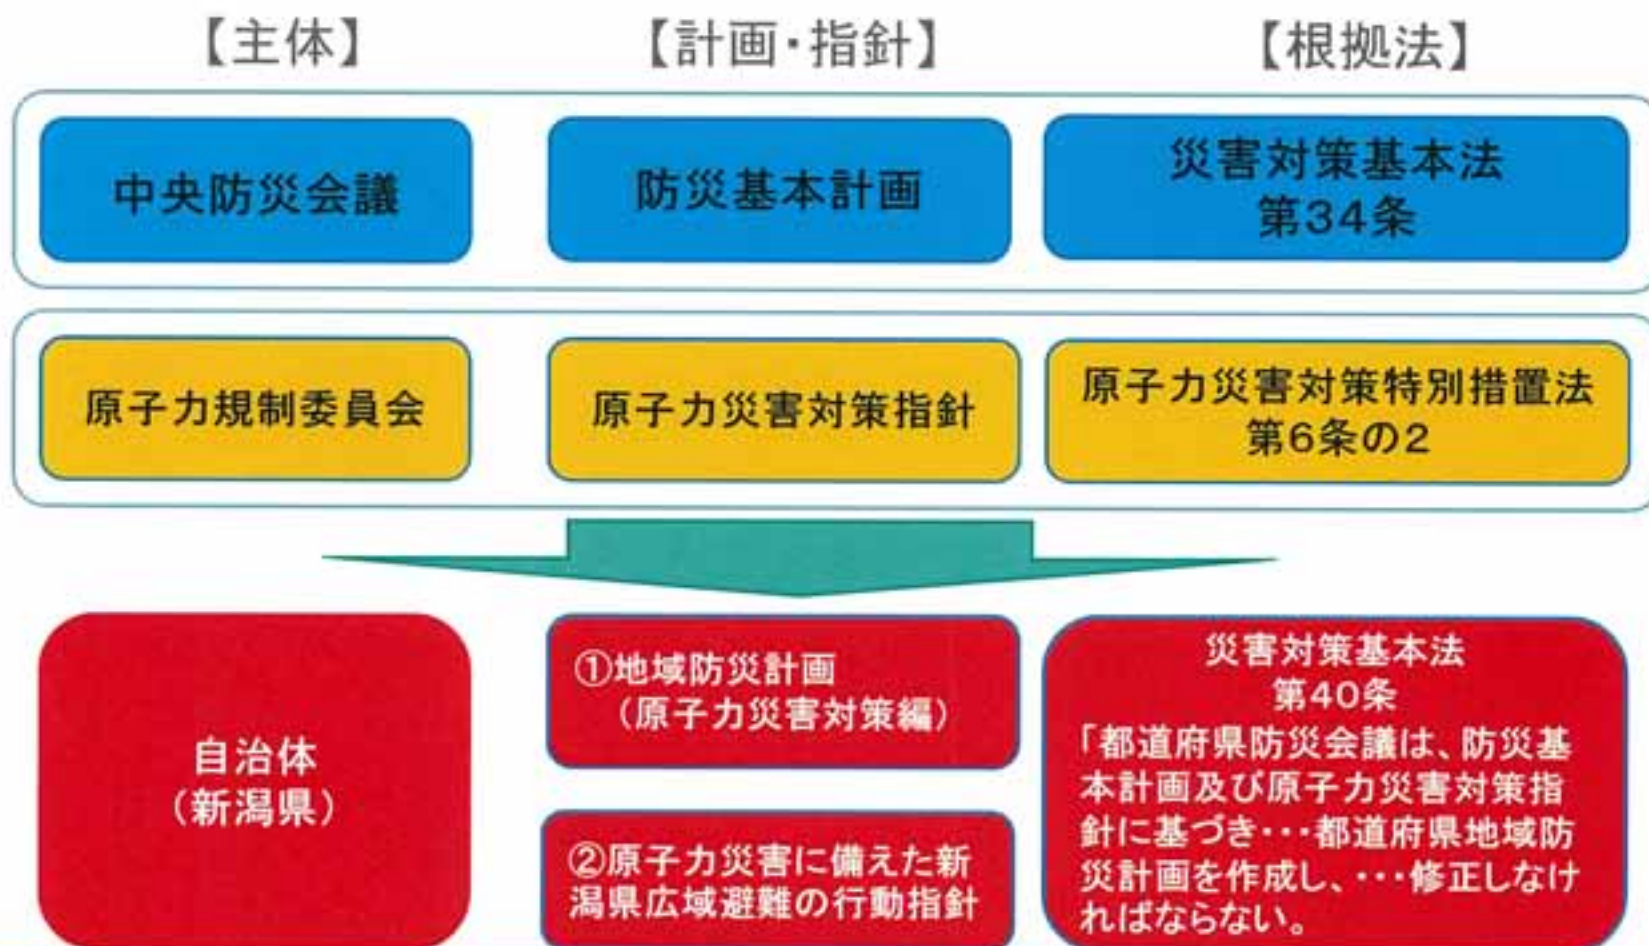 【主体】
【計画・指針】
【根拠法】
中央防災会議
防災基本計画
災害対策基本法
第34条
原子力規制委員会
原子力災害対策指針
原子力災害対策特別措置法
第6条の2
自治体
(新潟県)
①地域防災計画
(原子力災害対策編)
②原子力災害に備えた新
潟県広域避難の行動指針
災害対策基本法
第40条
「都道府県防災会議は、防災基
本計画及び原子力災害対策指
針に基づき・・・都道府県地域防
災計画を作成し、・・・修正しなけ
ればならない。